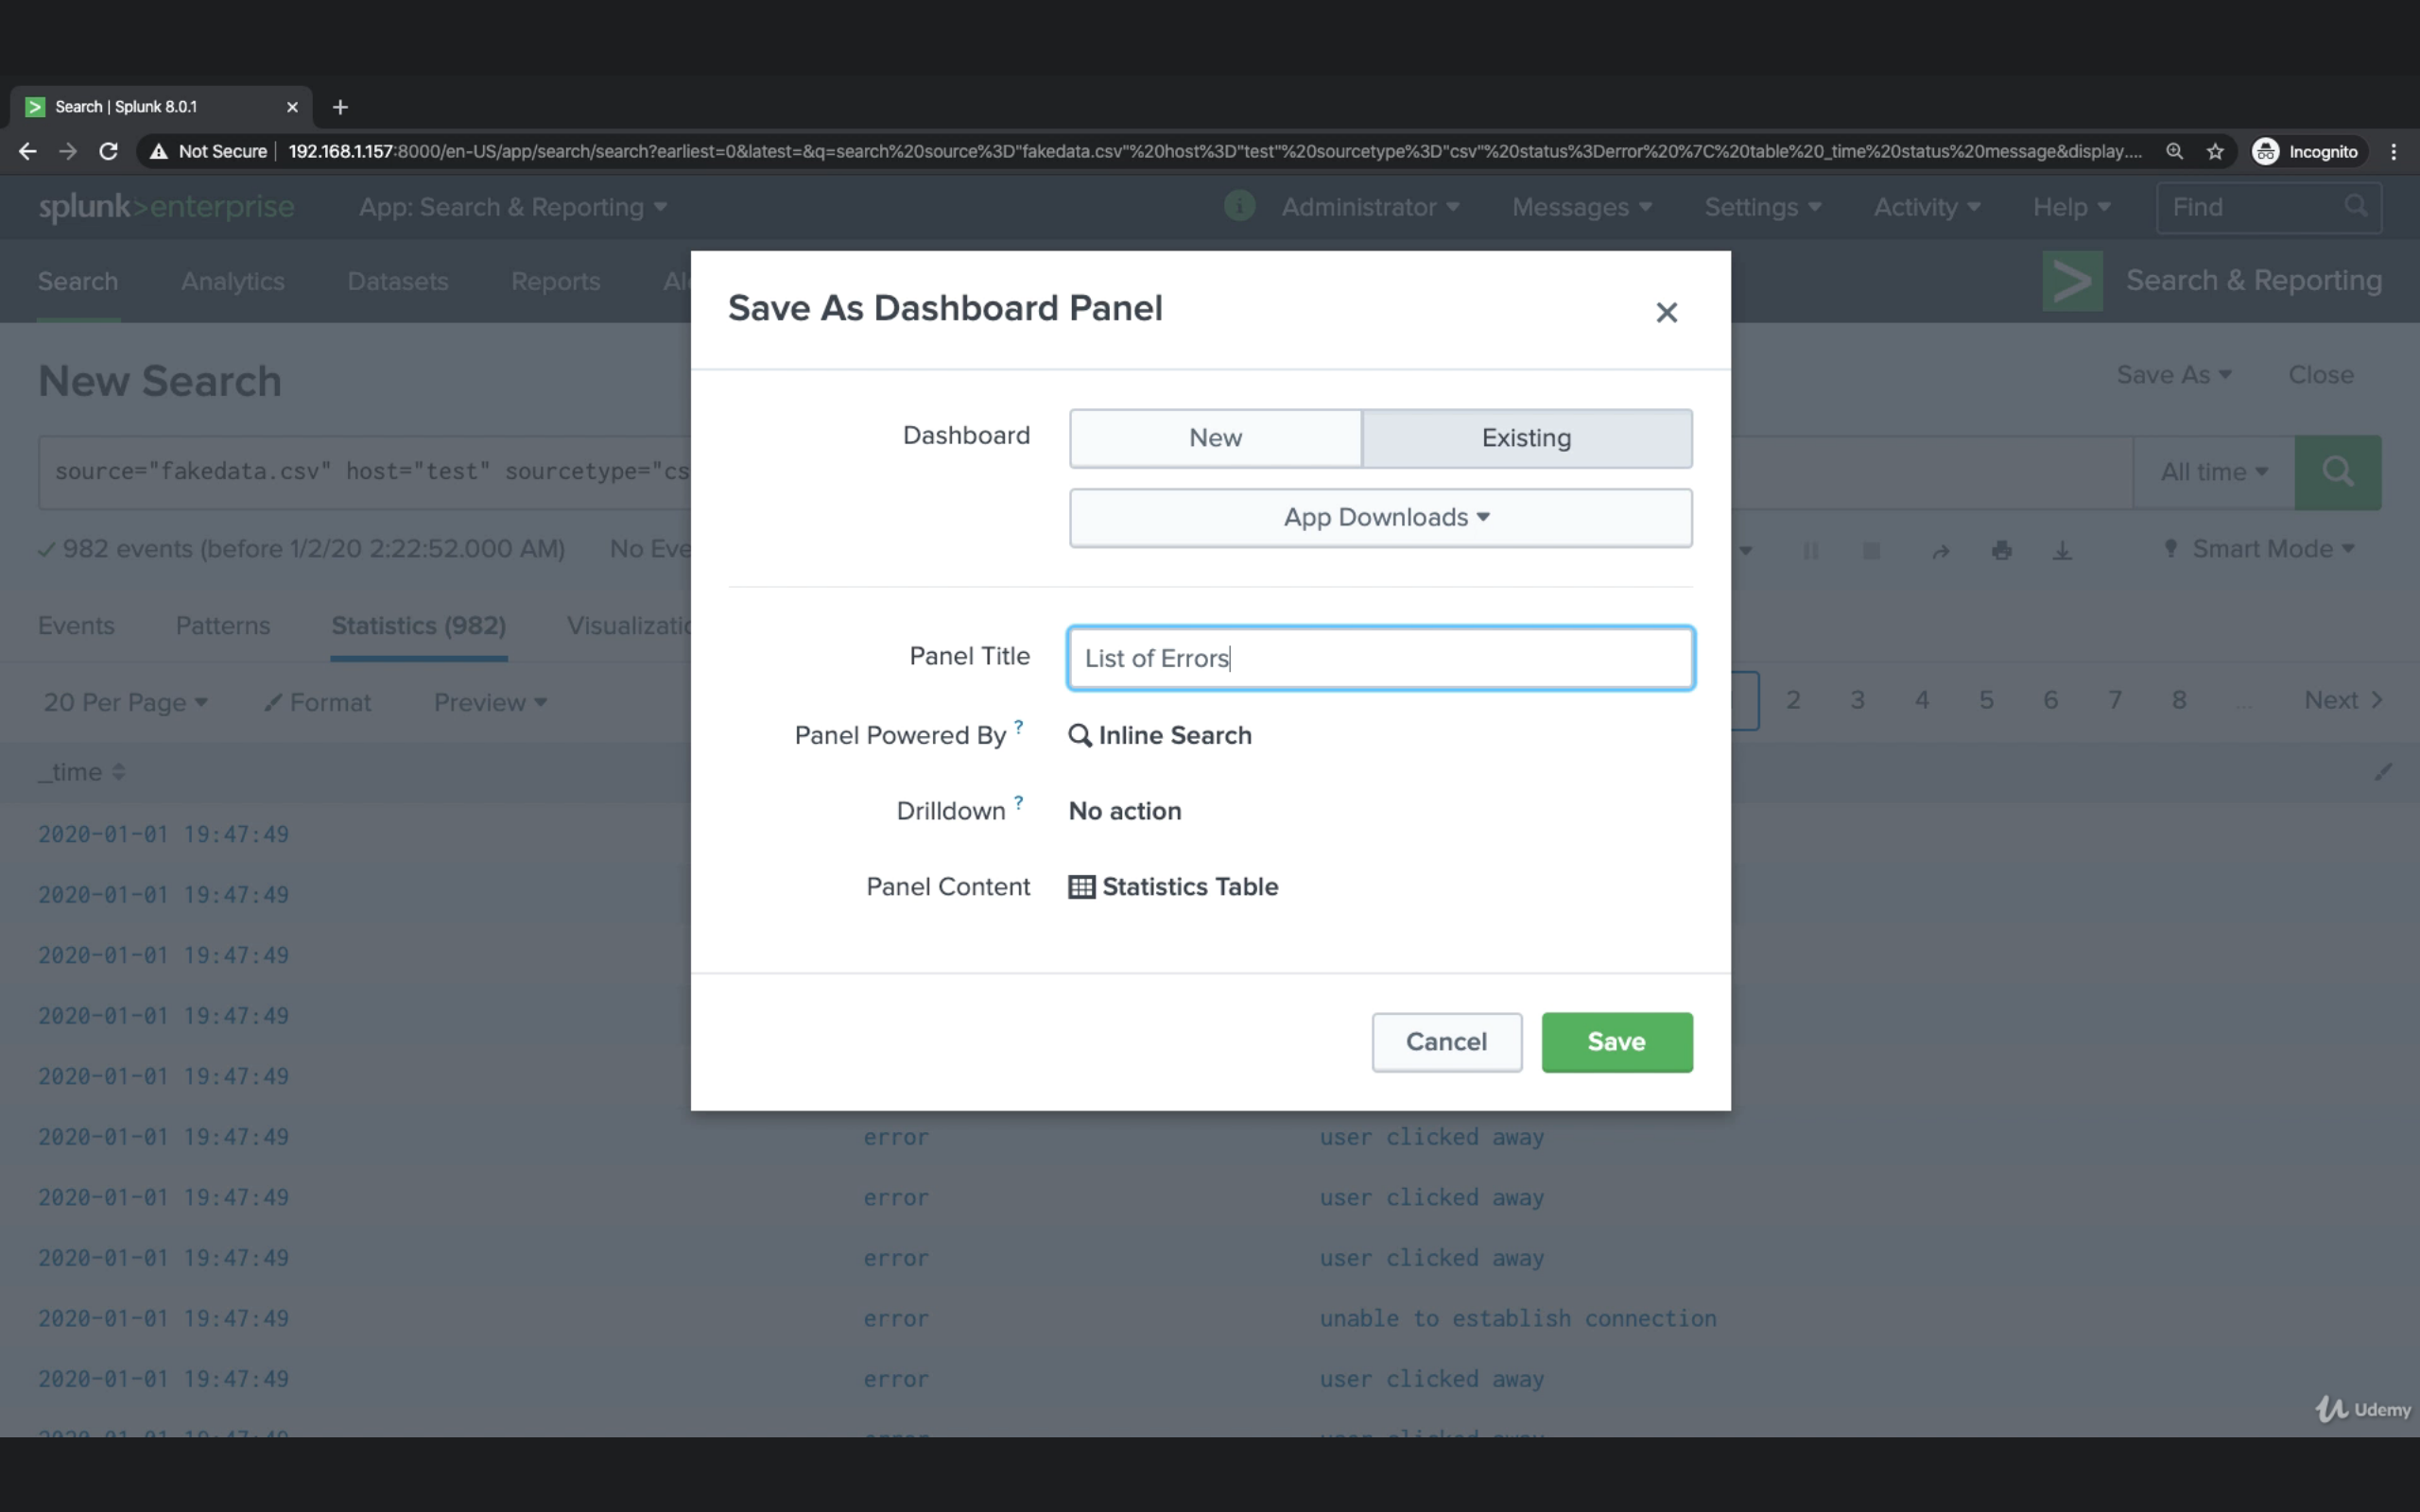 Search | Splunk 8.0.1
Not Secure 192.168.1.157:8000/en-US/app/search/search?earliest=0&latest=&q=search%20source%3D"fakedata.csv"%20host%3D"test"%20sourcetype%3D"csv"%20status%3Derror%20%7C%20table%20_time%20status%20message&display.... Incognito
splunk>enterprise App: Search & Reporting Administrator Messages Settings Activity Help Find
Search Analytics Datasets Reports Al Search & Reporting
Save As Dashboard Panel
New Search Save As Close
Dashboard New Existing
source="fakedata.csv" host="test" sourcetype="cs All time
App Downloads
982 events (before 1/2/20 2:22:52.000 AM) No Eve Smart Mode
Events Patterns Statistics (982) Visualizatio
Panel Title List of Errors
20 Per Page Format Preview 2 3 4 5 6 7 8 ... Next
Panel Powered By ? Inline Search
_time
Drilldown ? No action
2020-01-01 19:47:49
Panel Content Statistics Table
2020-01-01 19:47:49
2020-01-01 19:47:49
2020-01-01 19:47:49
Cancel Save
2020-01-01 19:47:49
2020-01-01 19:47:49 error user clicked away
2020-01-01 19:47:49 error user clicked away
2020-01-01 19:47:49 error user clicked away
2020-01-01 19:47:49 error unable to establish connection
2020-01-01 19:47:49 error user clicked away
Udemy